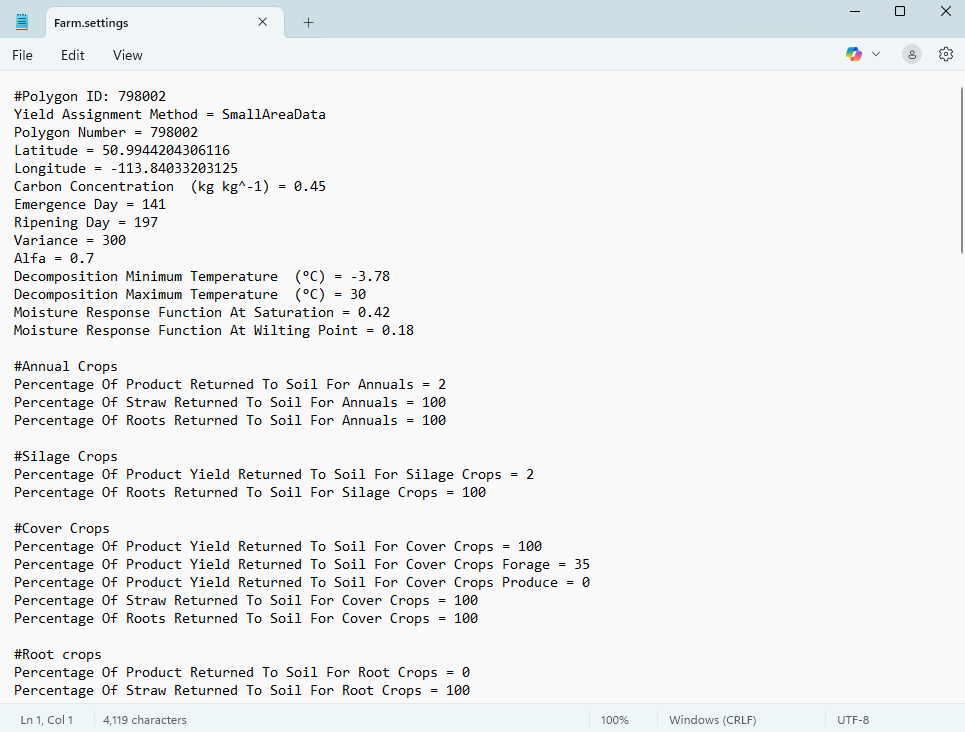 Farm.settings
File Edit View
#Polygon ID: 798002
Yield Assignment Method = SmallAreaData
Polygon Number = 798002
Latitude = 50.9944204306116
Longitude = -113.84033203125
Carbon Concentration  (kg kg^-1) = 0.45
Emergence Day = 141
Ripening Day = 197
Variance = 300
Alfa = 0.7
Decomposition Minimum Temperature  (°C) = -3.78
Decomposition Maximum Temperature  (°C) = 30
Moisture Response Function At Saturation = 0.42
Moisture Response Function At Wilting Point = 0.18

#Annual Crops
Percentage Of Product Returned To Soil For Annuals = 2
Percentage Of Straw Returned To Soil For Annuals = 100
Percentage Of Roots Returned To Soil For Annuals = 100

#Silage Crops
Percentage Of Product Yield Returned To Soil For Silage Crops = 2
Percentage Of Roots Returned To Soil For Silage Crops = 100

#Cover Crops
Percentage Of Product Yield Returned To Soil For Cover Crops = 100
Percentage Of Product Yield Returned To Soil For Cover Crops Forage = 35
Percentage Of Product Yield Returned To Soil For Cover Crops Produce = 0
Percentage Of Straw Returned To Soil For Cover Crops = 100
Percentage Of Roots Returned To Soil For Cover Crops = 100

#Root crops
Percentage Of Product Returned To Soil For Root Crops = 0
Percentage Of Straw Returned To Soil For Root Crops = 100
Ln 1, Col 1 4,119 characters 100% Windows (CRLF) UTF-8